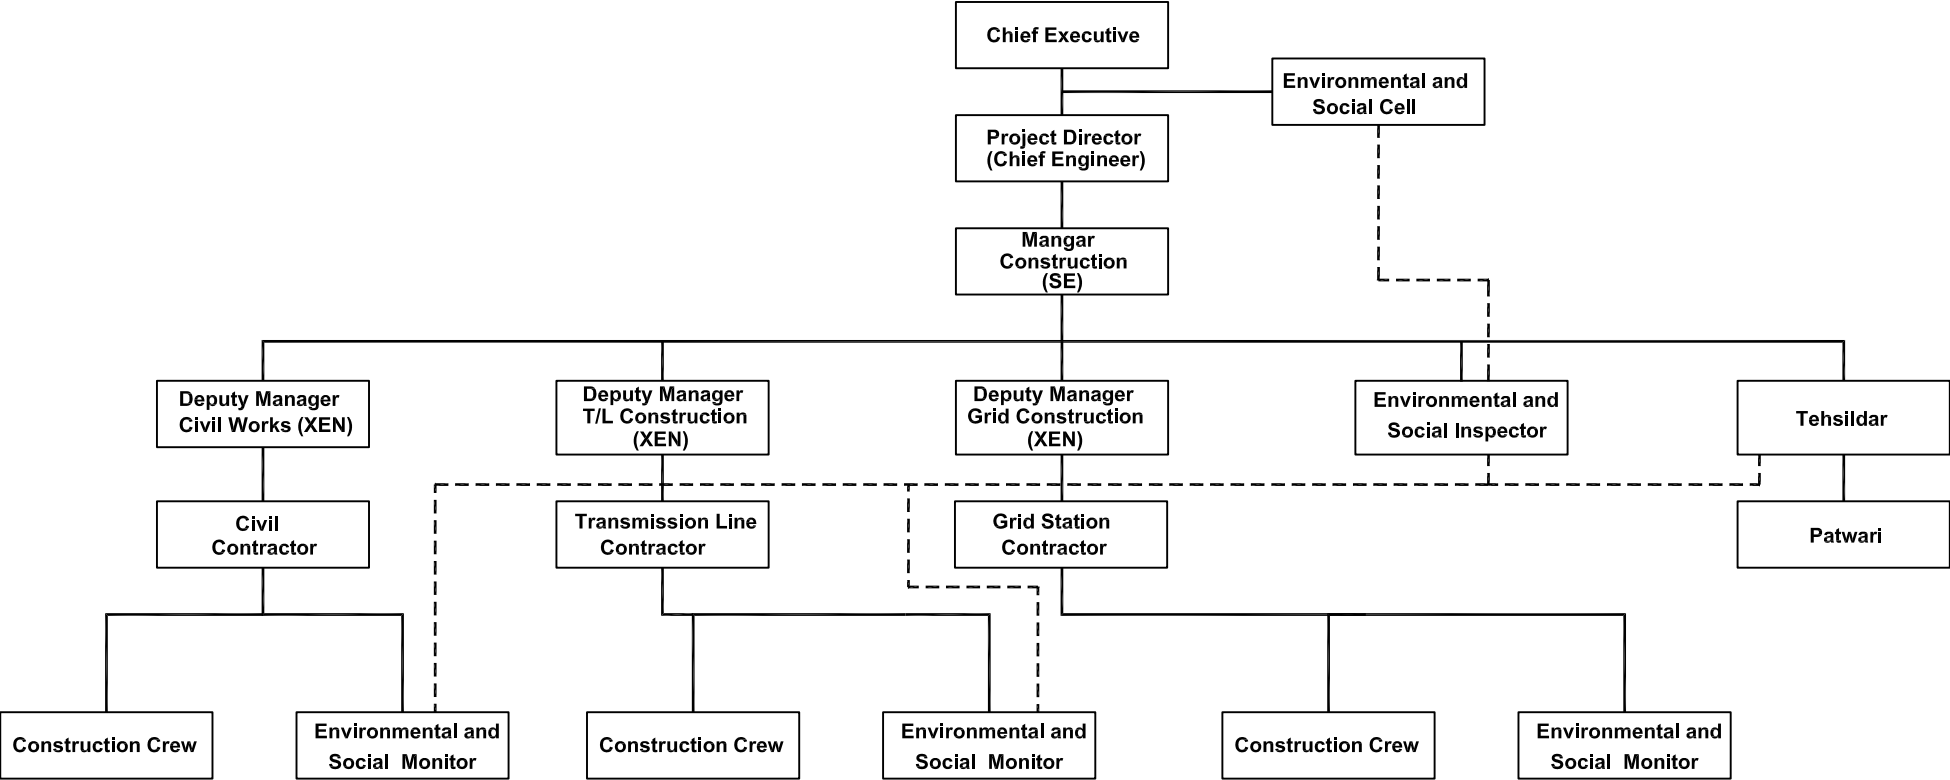 Chief Executive
Environmental and
Social Cell
Project Director
(Chief Engineer)
Mangar
Construction
(SE)
Deputy Manager
Civil Works (XEN)
Deputy Manager
T/L Construction
(XEN)
Deputy Manager
Grid Construction
(XEN)
Environmental and
Social Inspector
Tehsildar
Civil
Contractor
Transmission Line
Contractor
Grid Station
Contractor
Patwari
Construction Crew
Environmental and
Social Monitor
Construction Crew
Environmental and
Social Monitor
Construction Crew
Environmental and
Social Monitor